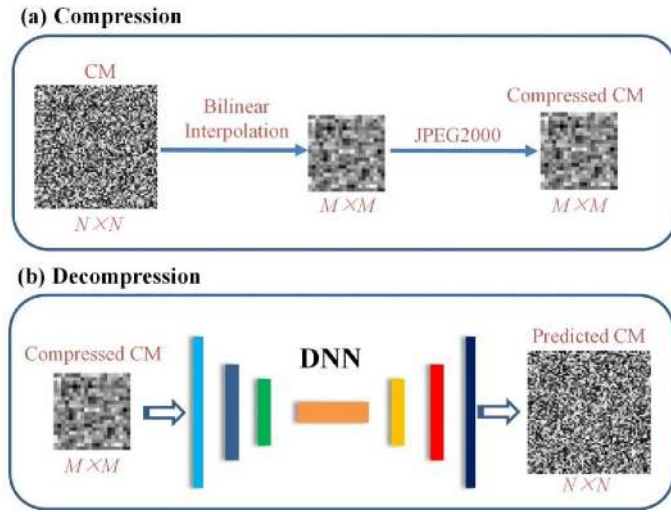 (a) Compression
CM
Bilinear
Interpolation
JPEG2000
Compressed CM
N×N
M×M
M×M
(b) Decompression
Compressed CM
DNN
Predicted CM
M×M
N×N